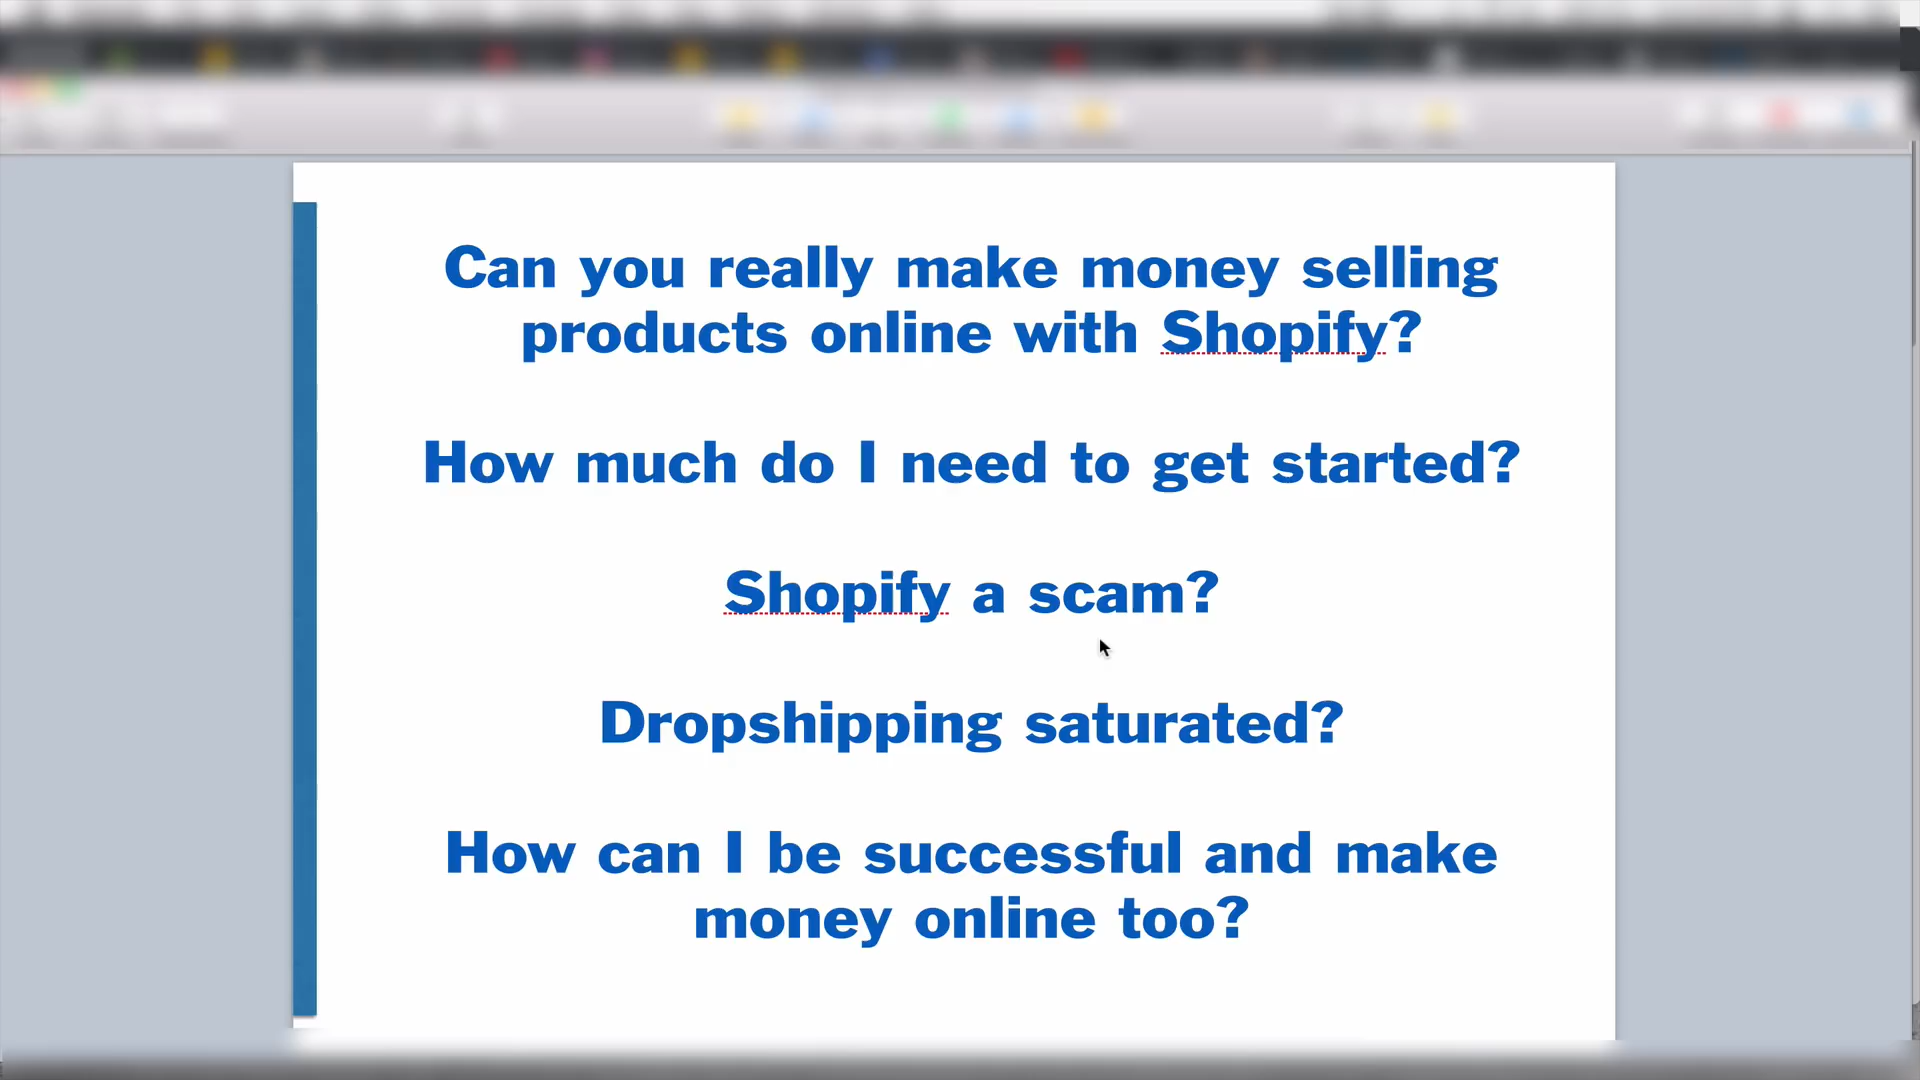 Can you really make money selling
products online with Shopify?
How much do I need to get started?
Shopify a scam?
Dropshipping saturated?
How can I be successful and make
money online too?